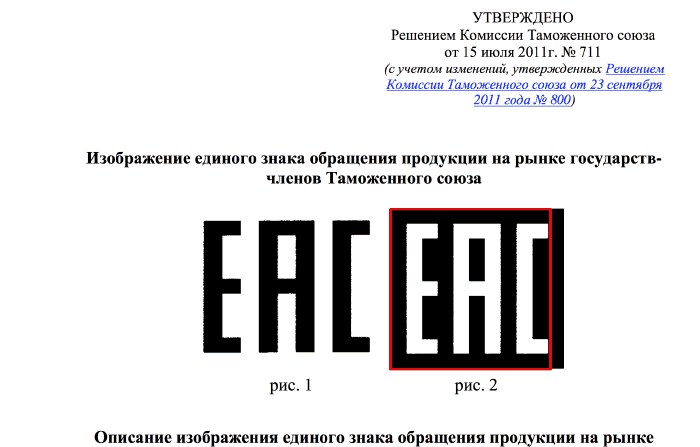 УТВЕРЖДЕНО
Решением Комиссии Таможенного союза
от 15 июля 2011г. № 711
(с учетом изменений, утвержденных Решением
Комиссии Таможенного союза от 23 сентября
2011 года № 800)
Изображение единого знака обращения продукции на рынке государств-
членов Таможенного союза
EAC EAC
рис. 1 рис. 2
Описание изображения единого знака обращения продукции на рынке